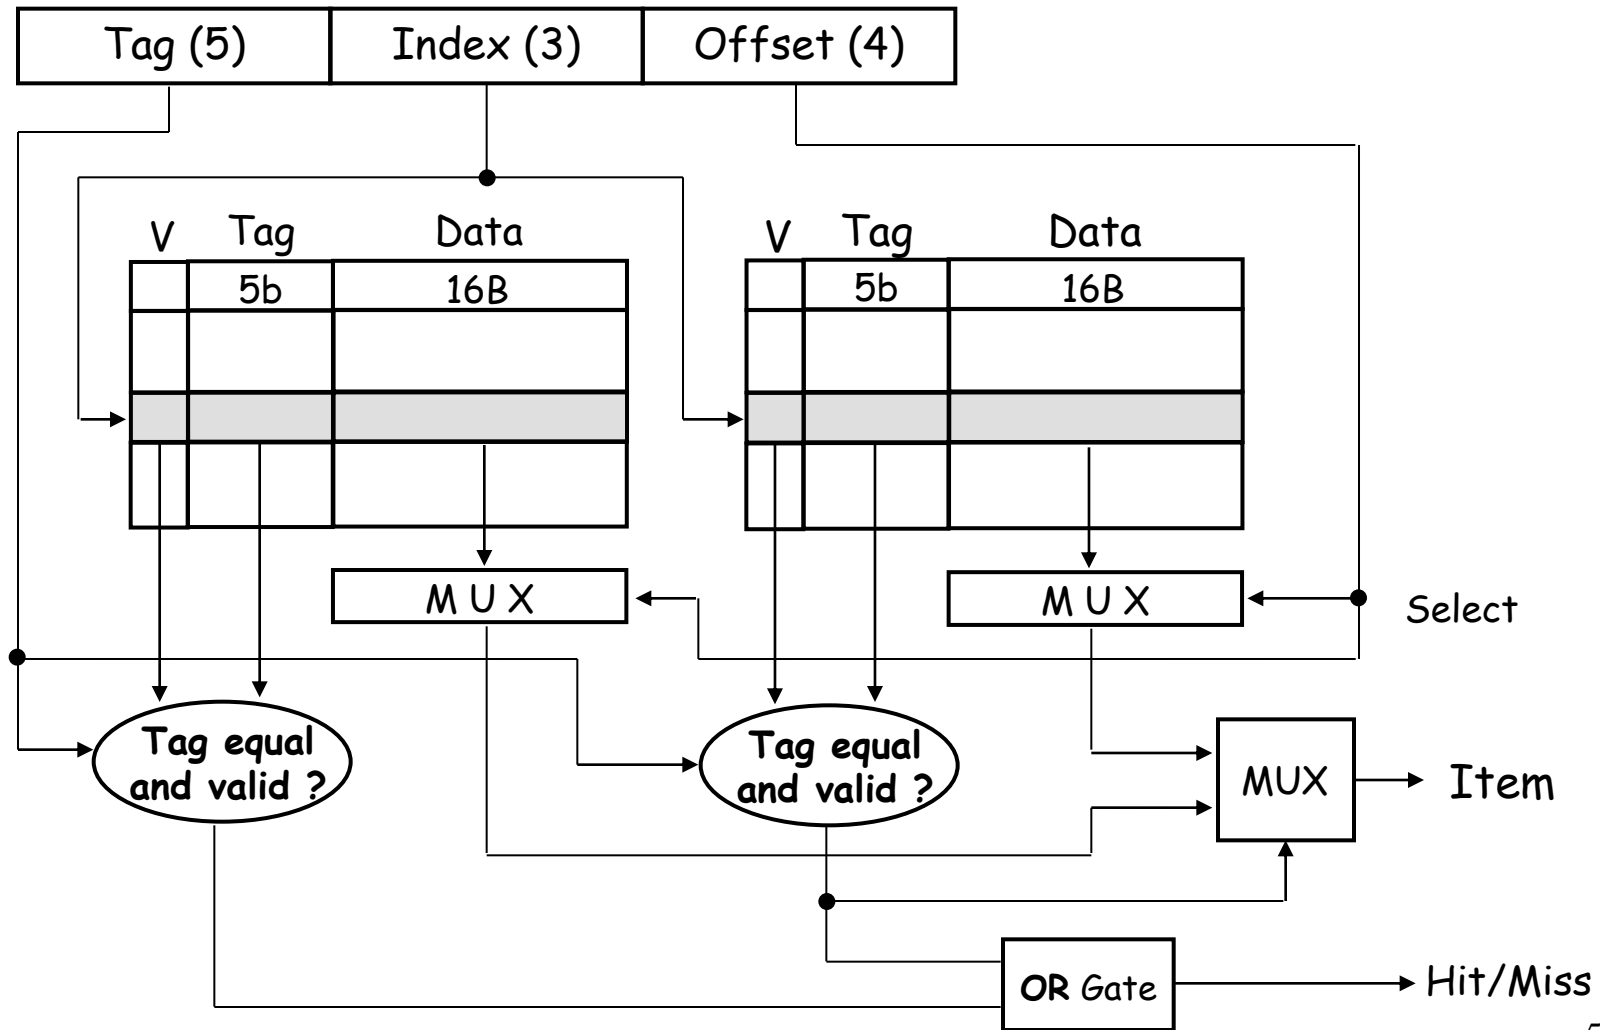 Tag (5) Index (3) Offset (4)
V Tag Data V Tag Data
5b 16B 5b 16B
M U X M U X Select
Tag equal
and valid ?
Tag equal
and valid ?
MUX Item
OR Gate Hit/Miss